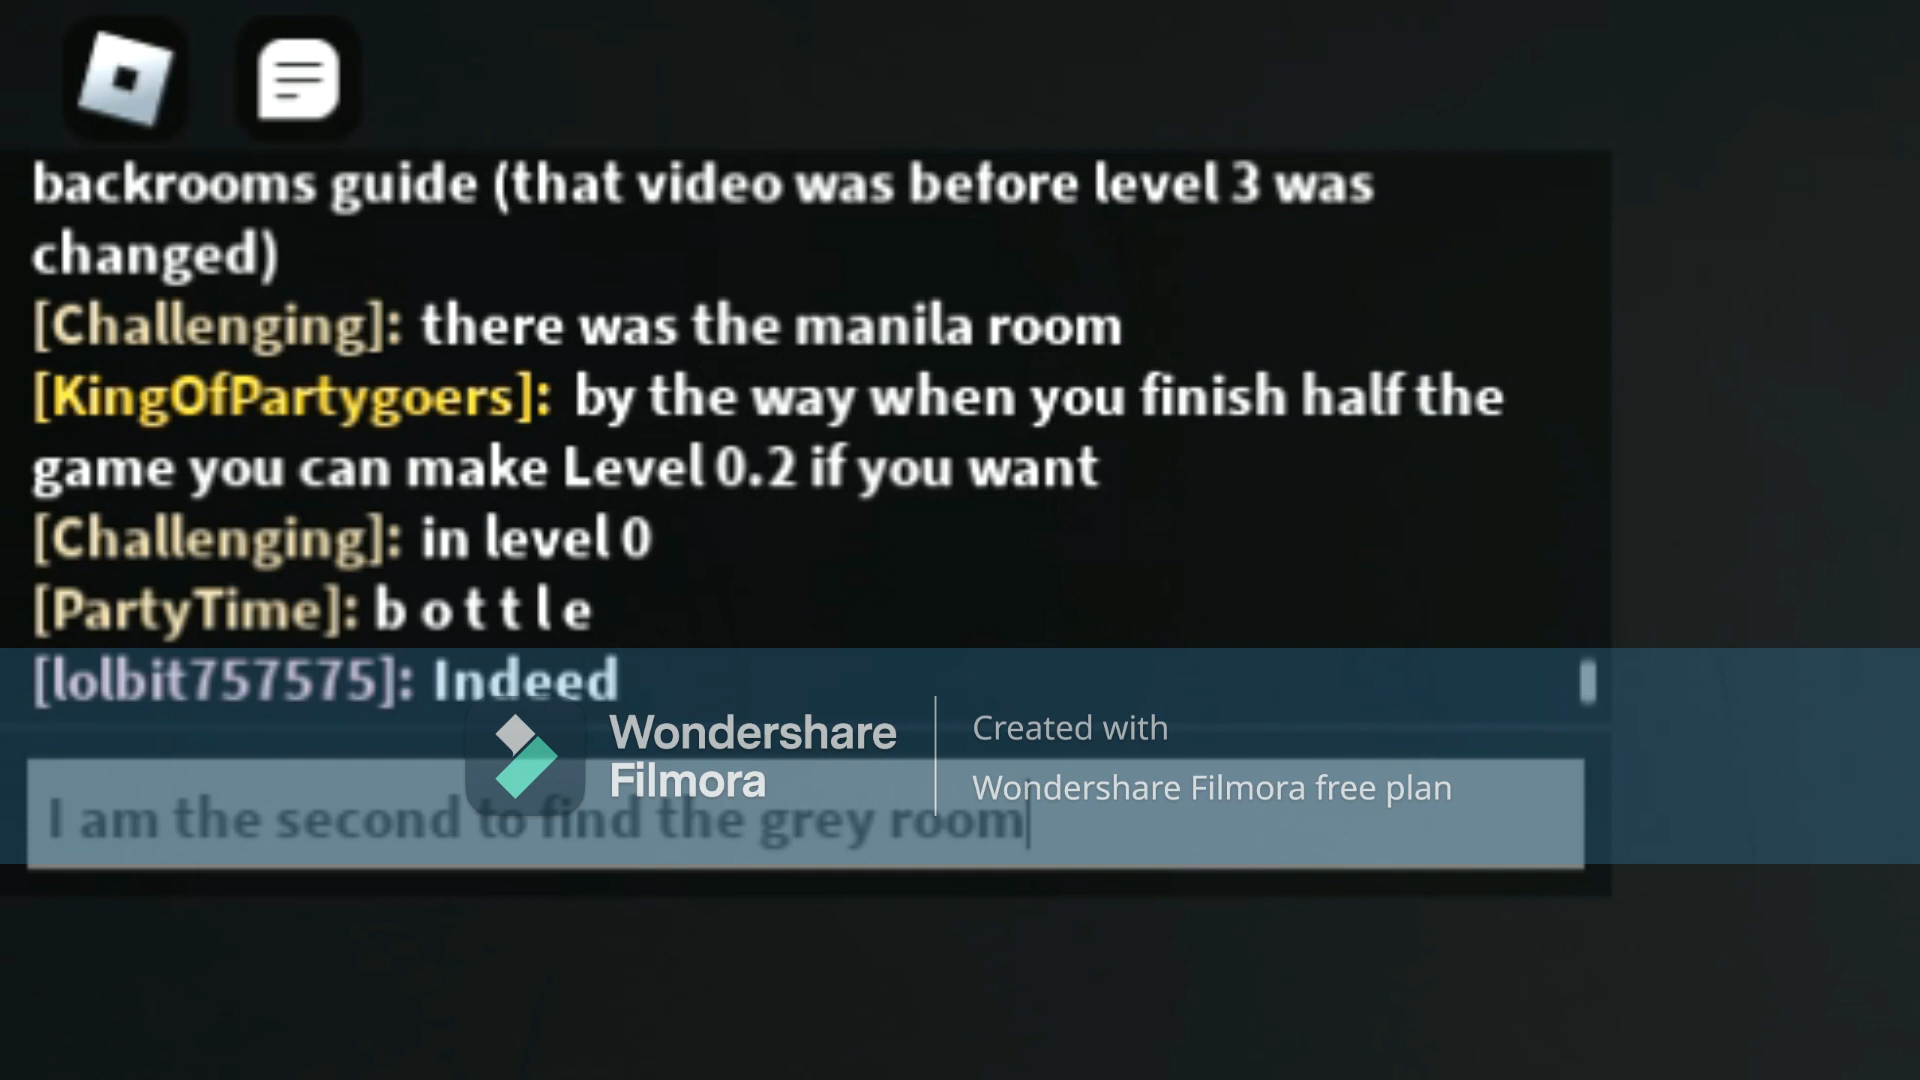 backrooms guide (that video was before level 3 was
changed)
[Challenging]: there was the manila room
[KingOfPartygoers]: by the way when you finish half the
game you can make Level 0.2 if you want
[Challenging]: in level 0
[PartyTime]: b o t t l e
[lolbit757575]: Indeed
Wondershare
Filmora
Created with
Wondershare Filmora free plan
I am the second to find the grey room